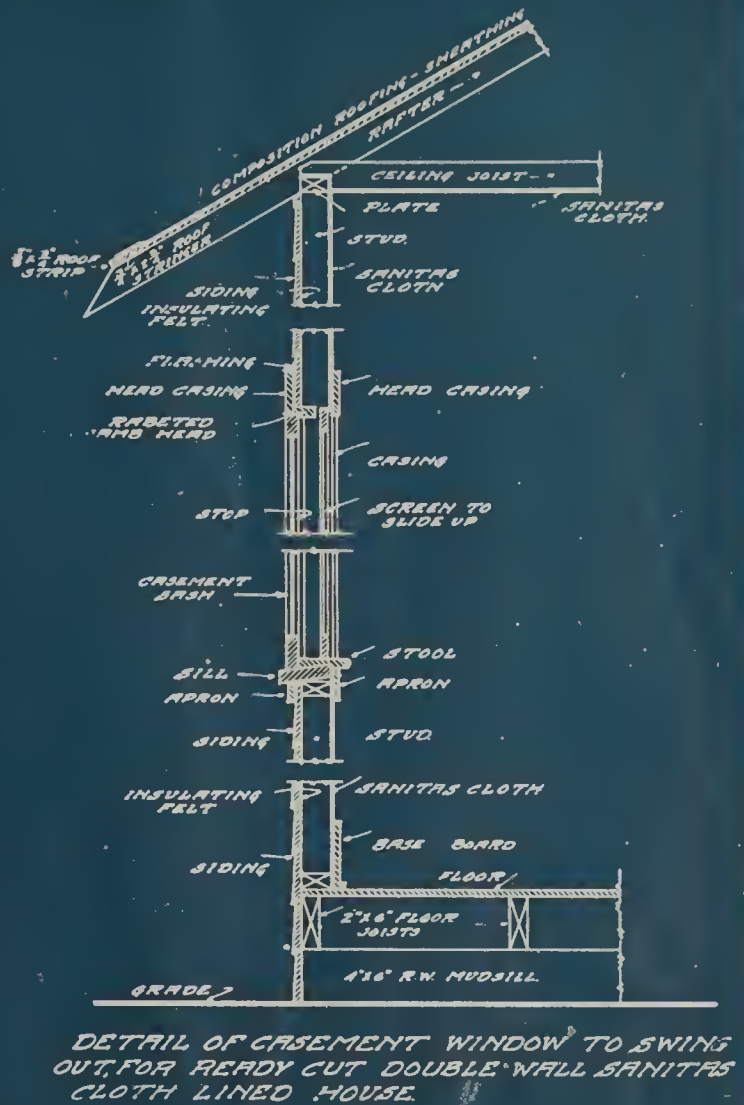 COMPOSITION ROOFING - SHEATHING
RAFTER
CEILING JOIST
PLATE
SANITAS
CLOTH.
STUD.
ROOF
STRIP
ROOF
STRINGER
SANITAS
CLOTH
SIDING
INSULATING
FELT.
HEAD CASING
HEAD CASING
RABETED
HEAD
CASING
STOP
SCREEN TO
SLIDE UP
CASEMENT
SASH
STOOL
SILL
APRON
APRON
SIDING
STUD.
INSULATING
FELT
SANITAS CLOTH
BASE BOARD
SIDING
FLOOR
2"X6" FLOOR
JOISTS
4"X6" R.W. MUDSILL.
GRADE
DETAIL OF CASEMENT WINDOW TO SWING
OUT, FOR READY CUT DOUBLE WALL SANITAS
CLOTH LINED HOUSE.